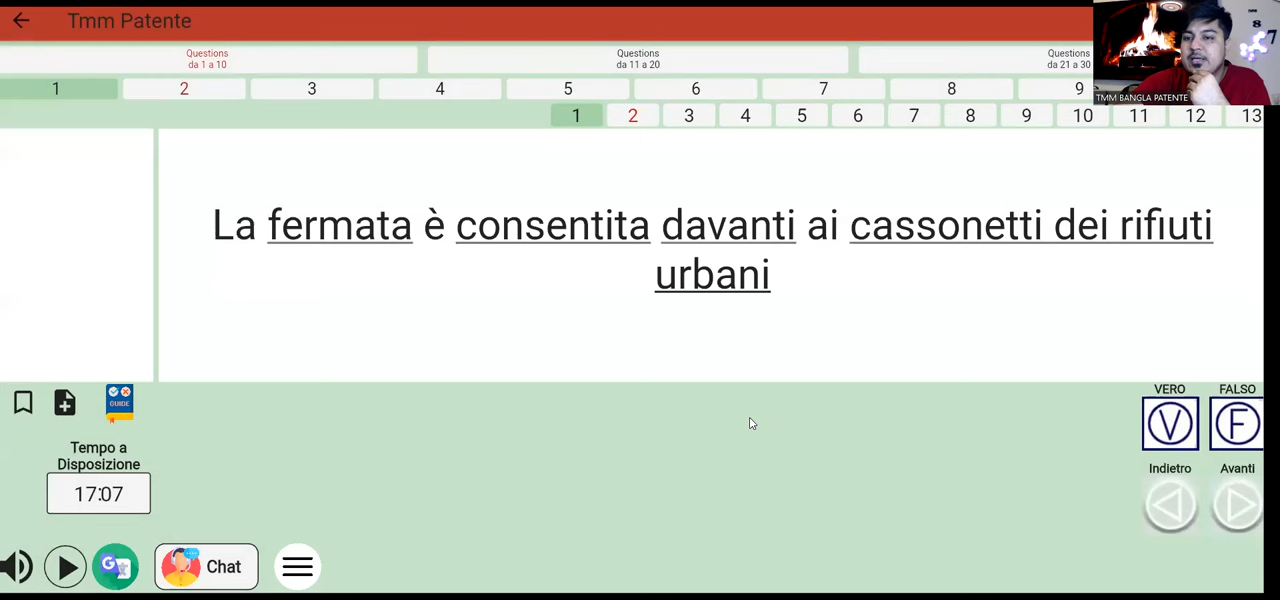 Tmm Patente
Questions
da 1 a 10
Questions
da 11 a 20
Questions
da 21 a 30
1 2 3 4 5 6 7 8 9
1 2 3 4 5 6 7 8 9 10 11 12 13
8
7
TMM BANGLA PATENTE
La fermata è consentita davanti ai cassonetti dei rifiuti
urbani
GUIDE
Tempo a
Disposizione
17:07
VERO FALSO
V F
Indietro Avanti
G
Chat